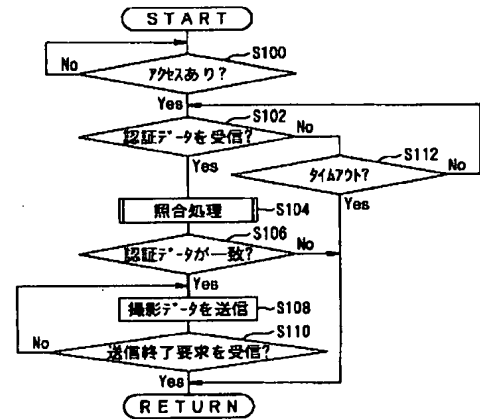 START
S100
No
アクセスあり?
Yes
S102
認証データを受信?
No
Yes
S112
No
タイムアウト?
照合処理
S104
Yes
S106
認証データが一致?
No
Yes
撮影データを送信
S108
S110
No
送信終了要求を受信?
Yes
RETURN